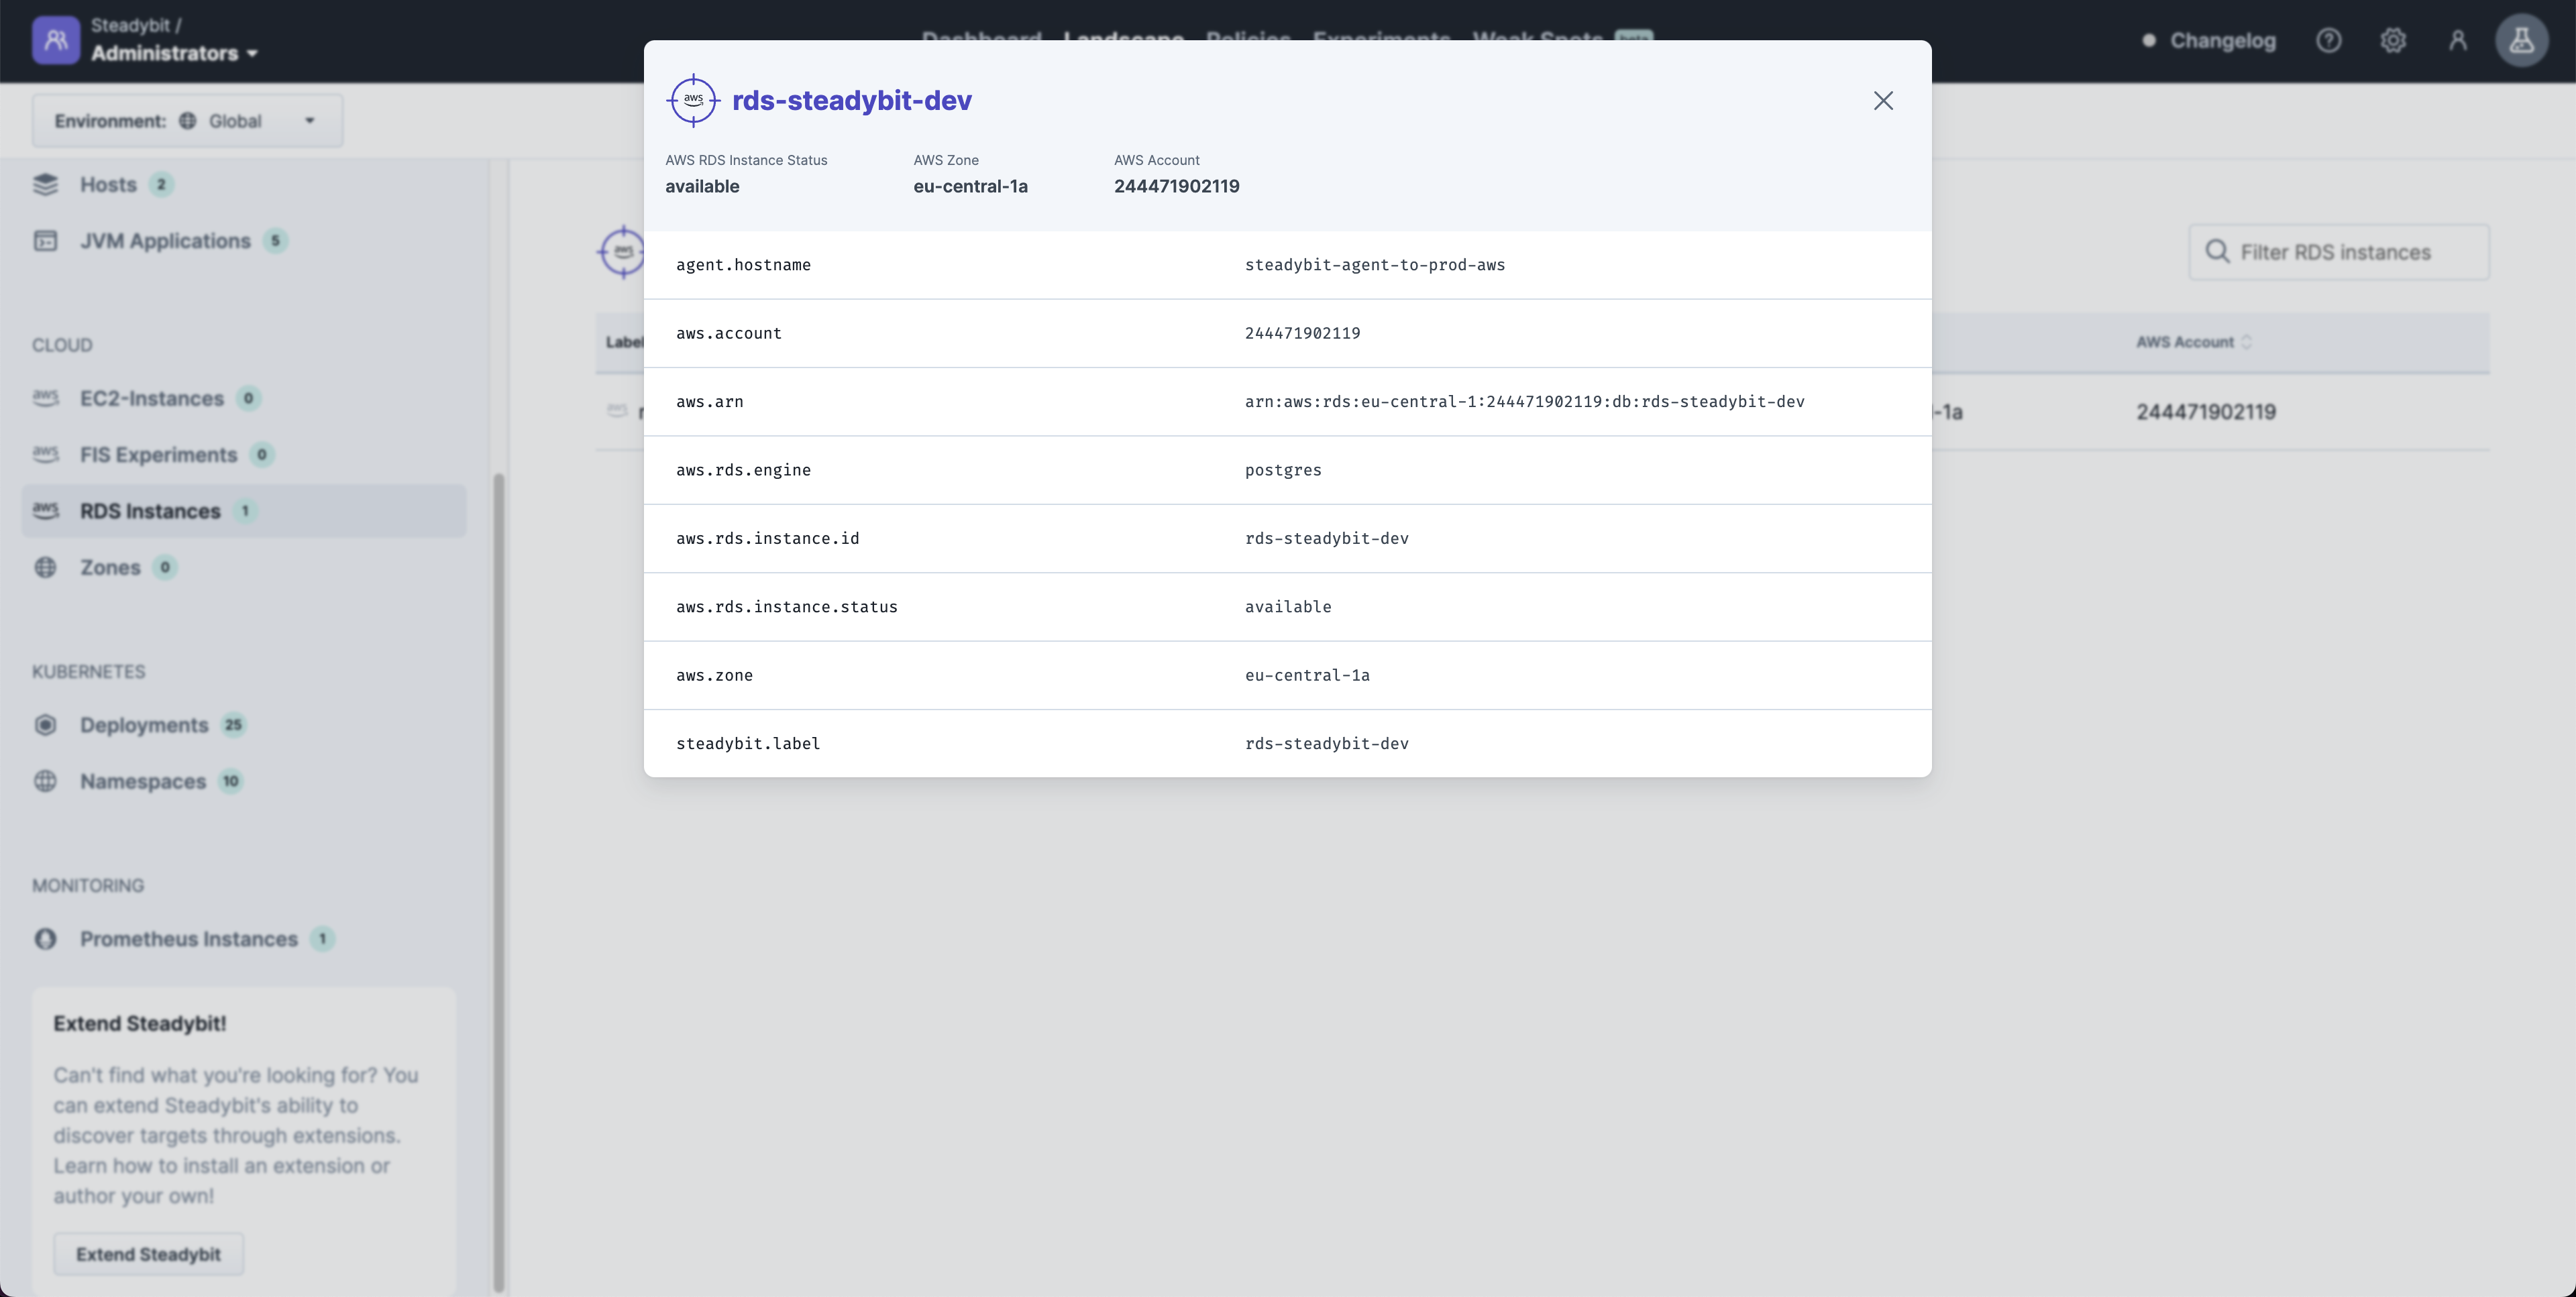 Steadybit /
Administrators
Dashboard Landscape Policies Experiments Weak Spots beta
Changelog
Environment: Global
Hosts 2
JVM Applications 5
CLOUD
aws EC2-Instances 0
aws FIS Experiments 0
aws RDS Instances 1
Zones 0
KUBERNETES
Deployments 25
Namespaces 10
MONITORING
Prometheus Instances 1
Extend Steadybit!
Can't find what you're looking for? You
can extend Steadybit's ability to
discover targets through extensions.
Learn how to install an extension or
author your own!
Extend Steadybit
aws
Filter RDS instances
Label
AWS Account
aws r
-1a
244471902119
aws rds-steadybit-dev
AWS RDS Instance Status AWS Zone AWS Account
available eu-central-1a 244471902119
agent.hostname steadybit-agent-to-prod-aws
aws.account 244471902119
aws.arn arn:aws:rds:eu-central-1:244471902119:db:rds-steadybit-dev
aws.rds.engine postgres
aws.rds.instance.id rds-steadybit-dev
aws.rds.instance.status available
aws.zone eu-central-1a
steadybit.label rds-steadybit-dev